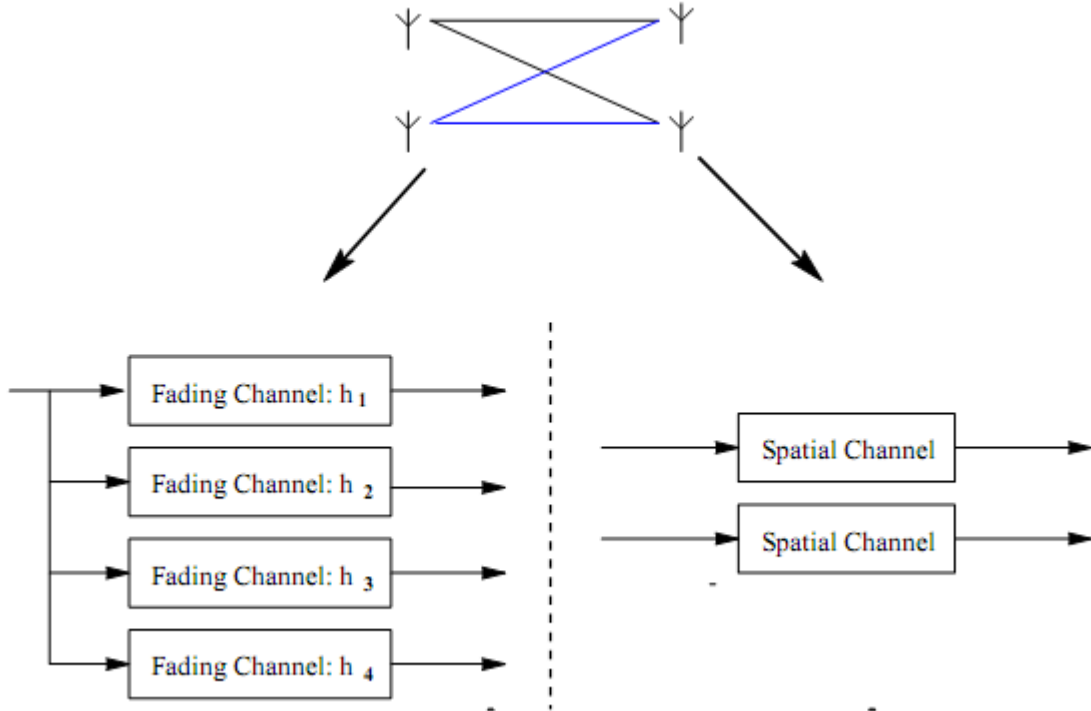 Fading Channel: h 1
Fading Channel: h 2
Fading Channel: h 3
Fading Channel: h 4
Spatial Channel
Spatial Channel